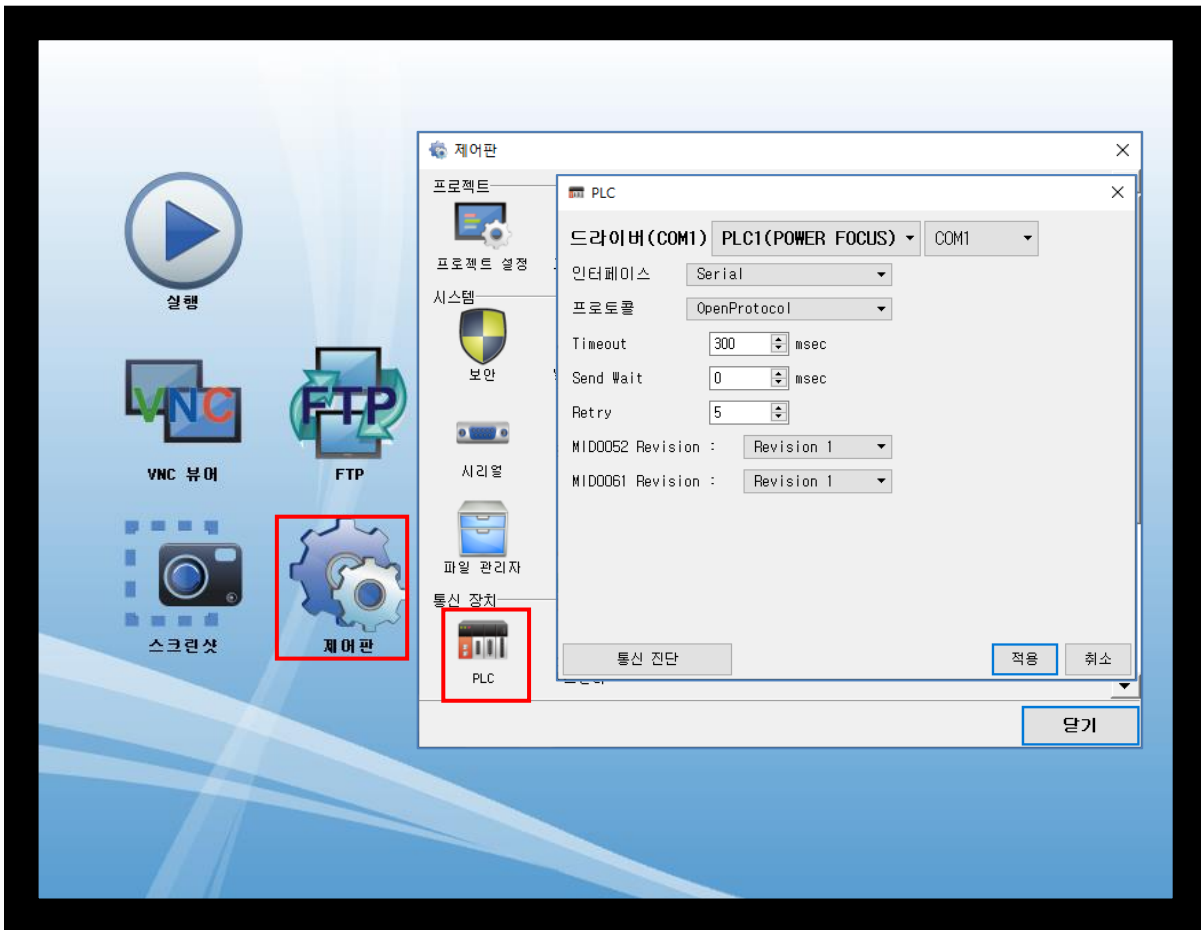 실행
VNC
VNC 뷰어
FTP
FTP
스크린샷
제어판
제어판
프로젝트
프로젝트 설정
시스템
보안
시리얼
파일 관리자
통신 장치
PLC
닫기
PLC
드라이버(COM1) PLC1(POWER FOCUS) COM1
인터페이스 Serial
프로토콜 OpenProtocol
Timeout 300 msec
Send Wait 0 msec
Retry 5
MID0052 Revision : Revision 1
MID0061 Revision : Revision 1
통신 진단 적용 취소